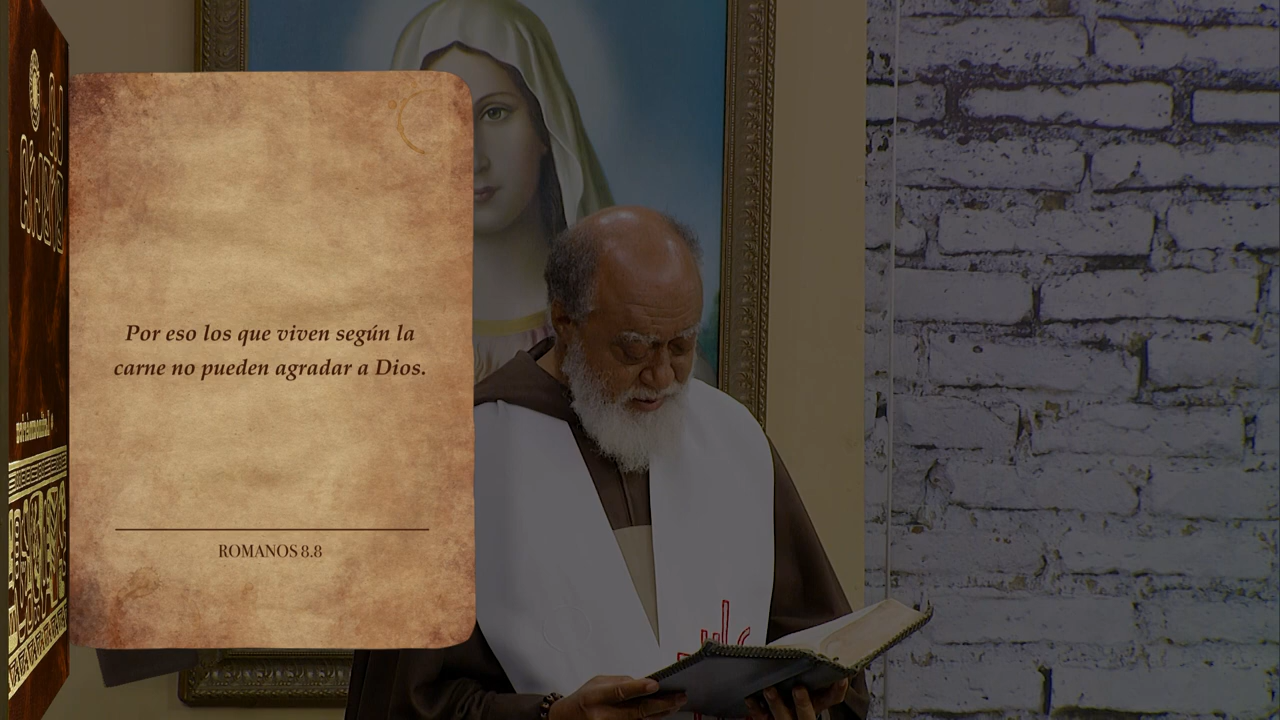 Por eso los que viven según la
carne no pueden agradar a Dios.
ROMANOS 8.8